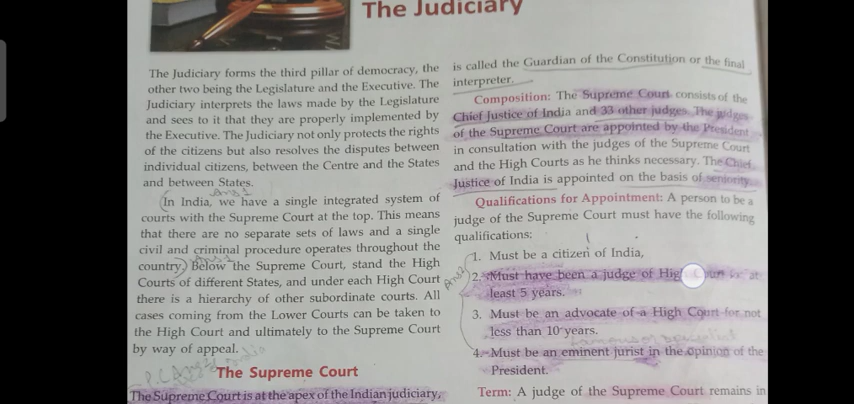 The Judiciary
The Judiciary forms the third pillar of democracy, the
other two being the Legislature and the Executive. The
Judiciary interprets the laws made by the Legislature
and sees to it that they are properly implemented by
the Executive. The Judiciary not only protects the rights
of the citizens but also resolves the disputes between
individual citizens, between the Centre and the States
and between States.
Ans 1
In India, we have a single integrated system of
courts with the Supreme Court at the top. This means
that there are no separate sets of laws and a single
civil and criminal procedure operates throughout the
country. Below the Supreme Court, stand the High
Courts of different States, and under each High Court
there is a hierarchy of other subordinate courts. All
cases coming from the Lower Courts can be taken to
the High Court and ultimately to the Supreme Court
by way of appeal.
The Supreme Court
The Supreme Court is at the apex of the Indian judiciary,
is called the Guardian of the Constitution or the final
interpreter.
Composition: The Supreme Court consists of the
Chief Justice of India and 33 other judges. The judges
of the Supreme Court are appointed by the President
in consultation with the judges of the Supreme Court
and the High Courts as he thinks necessary. The Chief
Justice of India is appointed on the basis of seniority.
Qualifications for Appointment: A person to be a
judge of the Supreme Court must have the following
qualifications:
1. Must be a citizen of India,
Ans2
2. Must have been a judge of High Court for at
least 5 years.
3. Must be an advocate of a High Court for not
less than 10 years.
4. Must be an eminent jurist in the opinion of the
President.
Term: A judge of the Supreme Court remains in